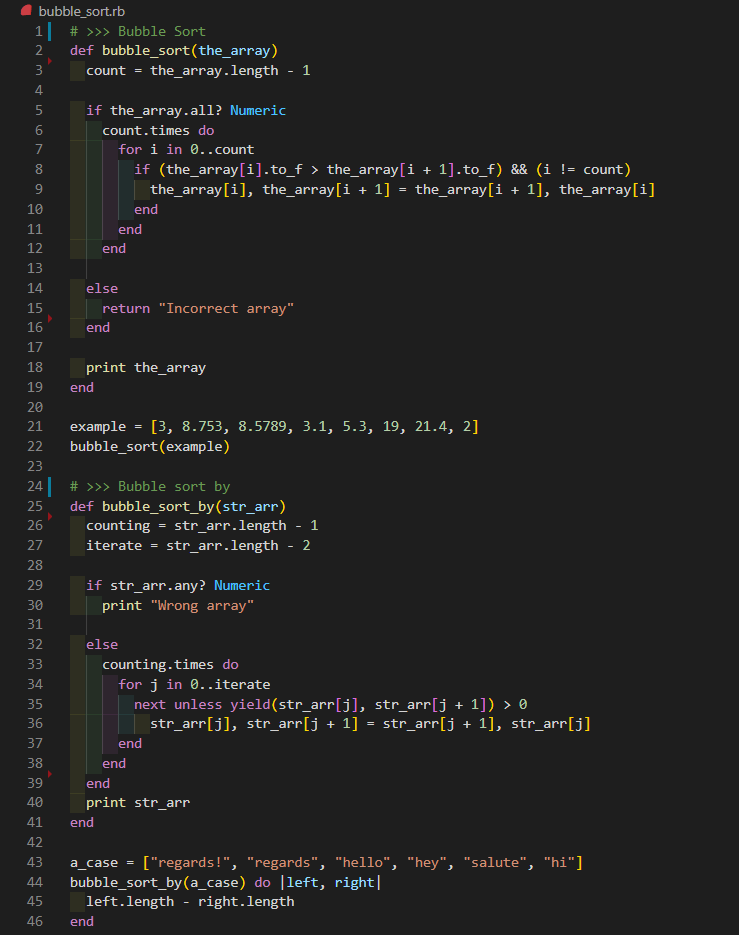 bubble_sort.rb
1 # >>> Bubble Sort
2 def bubble_sort(the_array)
3   count = the_array.length - 1
4
5   if the_array.all? Numeric
6     count.times do
7       for i in 0..count
8         if (the_array[i].to_f > the_array[i + 1].to_f) && (i != count)
9           the_array[i], the_array[i + 1] = the_array[i + 1], the_array[i]
10         end
11       end
12     end
13
14   else
15     return "Incorrect array"
16   end
17
18   print the_array
19 end
20
21 example = [3, 8.753, 8.5789, 3.1, 5.3, 19, 21.4, 2]
22 bubble_sort(example)
23
24 # >>> Bubble sort by
25 def bubble_sort_by(str_arr)
26   counting = str_arr.length - 1
27   iterate = str_arr.length - 2
28
29   if str_arr.any? Numeric
30     print "Wrong array"
31
32   else
33     counting.times do
34       for j in 0..iterate
35         next unless yield(str_arr[j], str_arr[j + 1]) > 0
36           str_arr[j], str_arr[j + 1] = str_arr[j + 1], str_arr[j]
37       end
38     end
39   end
40   print str_arr
41 end
42
43 a_case = ["regards!", "regards", "hello", "hey", "salute", "hi"]
44 bubble_sort_by(a_case) do |left, right|
45   left.length - right.length
46 end